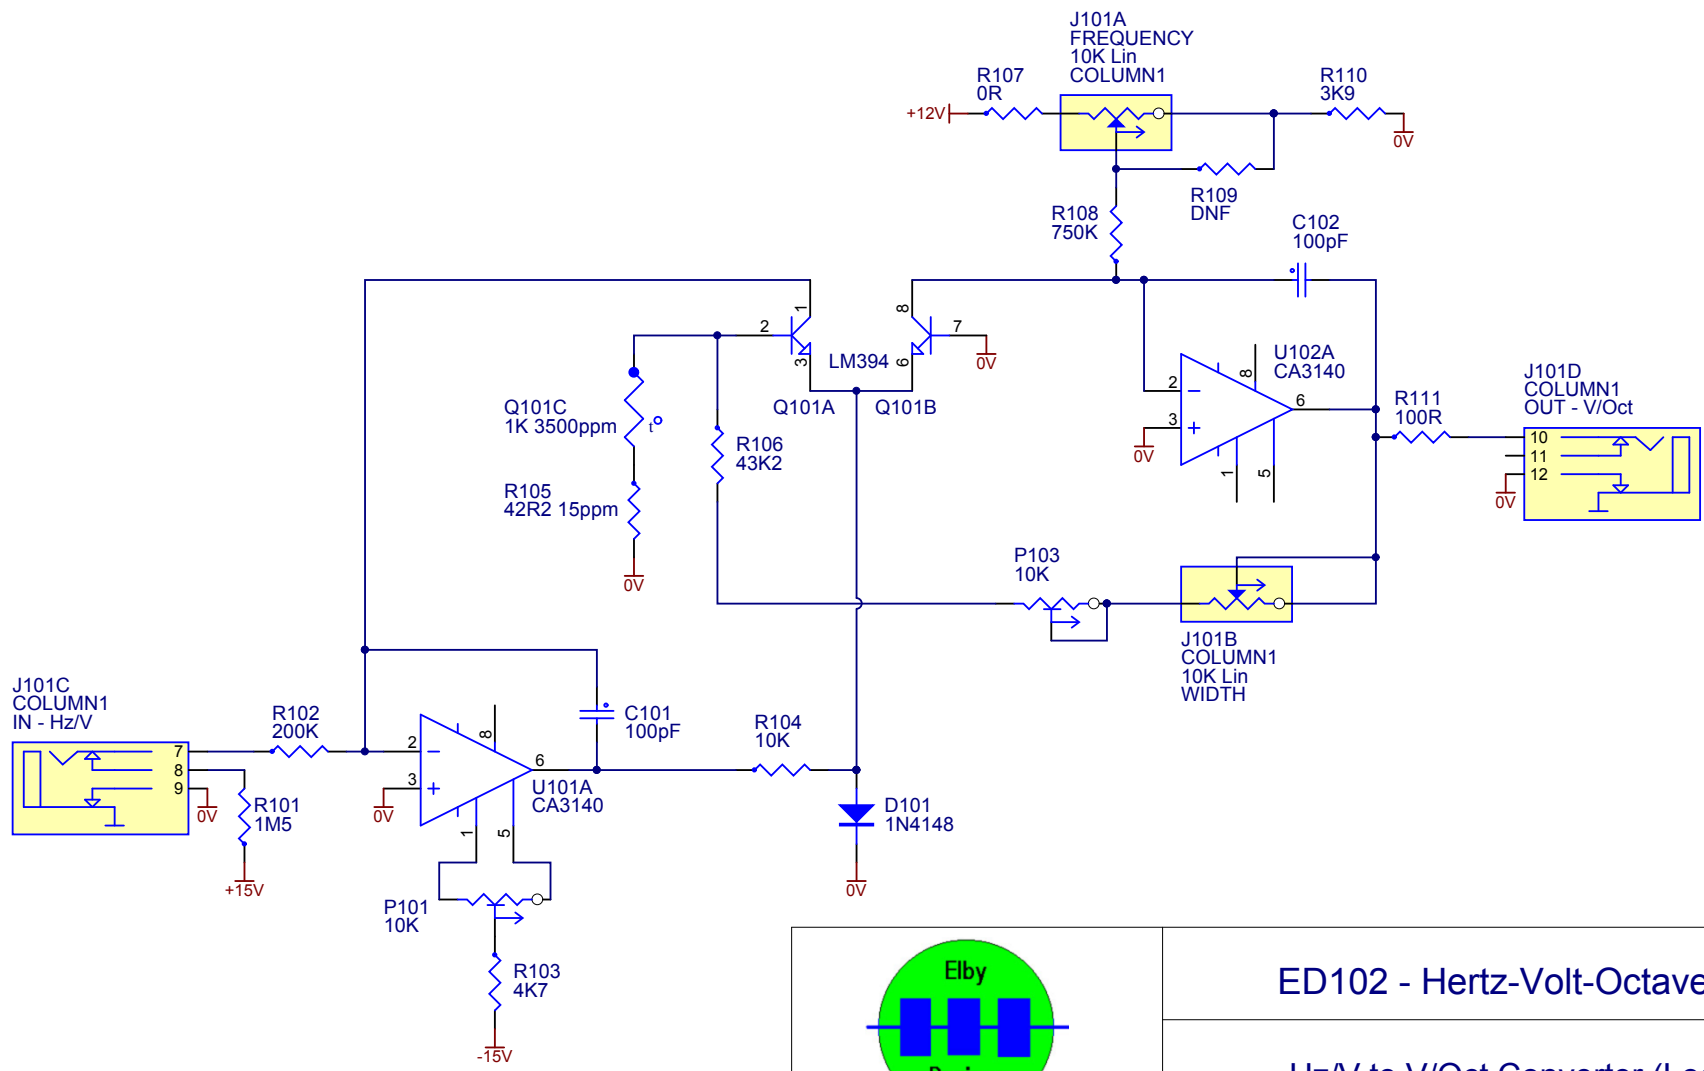 J101A
FREQUENCY
10K Lin
COLUMN1
R107
0R
R110
3K9
+12V
0V
R109
DNF
R108
750K
C102
100pF
1
8
2
7
3
LM394
6
0V
Q101A
Q101B
Q101C
1K 3500ppm
t°
R106
43K2
R105
42R2 15ppm
0V
U102A
CA3140
8
2
6
3
0V
1
5
R111
100R
J101D
COLUMN1
OUT - V/Oct
10
11
12
0V
P103
10K
J101B
COLUMN1
10K Lin
WIDTH
J101C
COLUMN1
IN - Hz/V
7
8
9
0V
R102
200K
R101
1M5
+15V
C101
100pF
R104
10K
8
2
6
3
0V
U101A
CA3140
1
5
D101
1N4148
0V
P101
10K
R103
4K7
-15V
Elby
ED102 - Hertz-Volt-Octave
Hz/V to V/Oct Converter